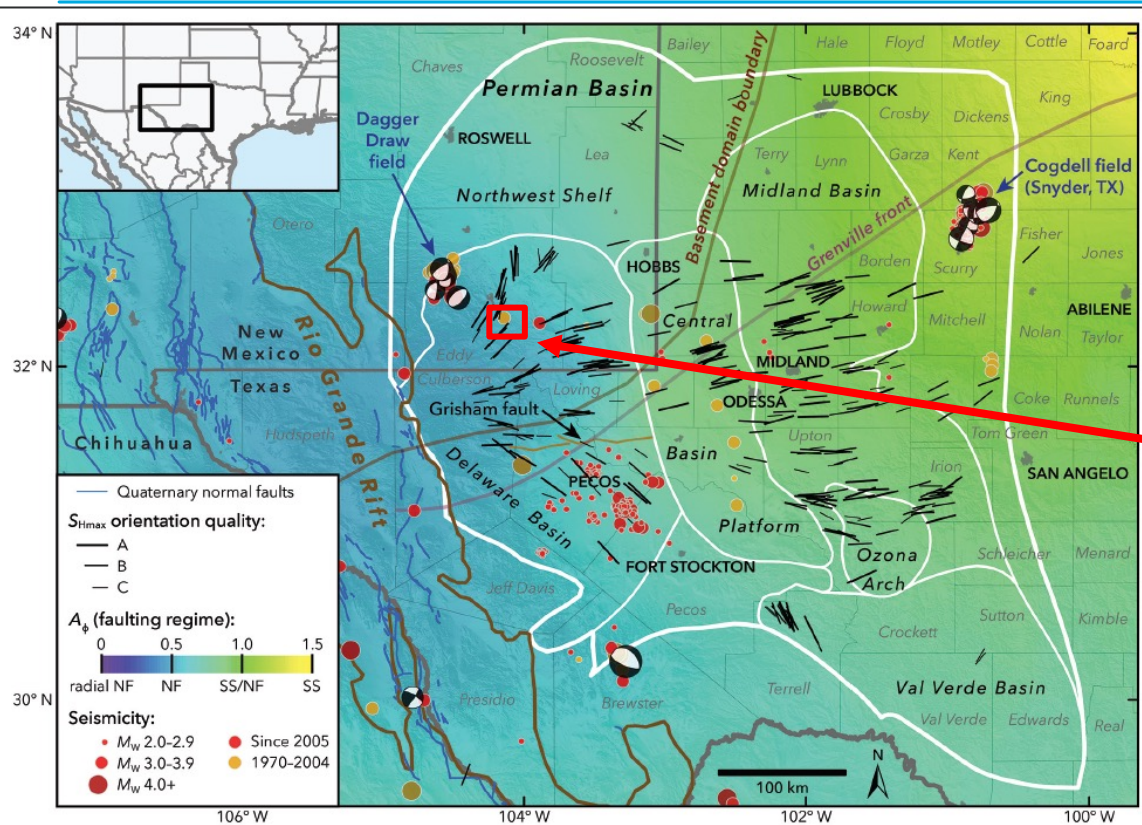 34° N
32° N
30° N
106° W
104° W
102° W
100° W
Permian Basin
Chaves
Roosevelt
Bailey
Hale
Floyd
Motley
Cottle
Foard
LUBBOCK
King
Crosby
Dickens
Dagger
Draw
field
ROSWELL
Lea
Terry
Lynn
Garza
Kent
Cogdell field
(Snyder, TX)
Northwest Shelf
Midland Basin
Basement domain boundary
Grenville front
Otero
HOBBS
Borden
Scurry
Fisher
Jones
Central
Howard
Mitchell
Nolan
Taylor
ABILENE
New
Mexico
Texas
Rio Grande Rift
Eddy
Culberson
Loving
MIDLAND
ODESSA
Coke
Runnels
Grisham fault
Chihuahua
Hudspeth
Upton
Tom Green
Basin
Irion
SAN ANGELO
Delaware Basin
PECOS
Platform
Ozona
Arch
Schleicher
Menard
FORT STOCKTON
Jeff Davis
Pecos
Crockett
Sutton
Kimble
Presidio
Brewster
Terrell
Val Verde Basin
Val Verde
Edwards
Real
Quaternary normal faults
SHmax orientation quality:
A
B
C
Aϕ (faulting regime):
0 0.5 1.0 1.5
radial NF NF SS/NF SS
Seismicity:
Mw 2.0–2.9
Mw 3.0–3.9
Mw 4.0+
Since 2005
1970–2004
100 km
N